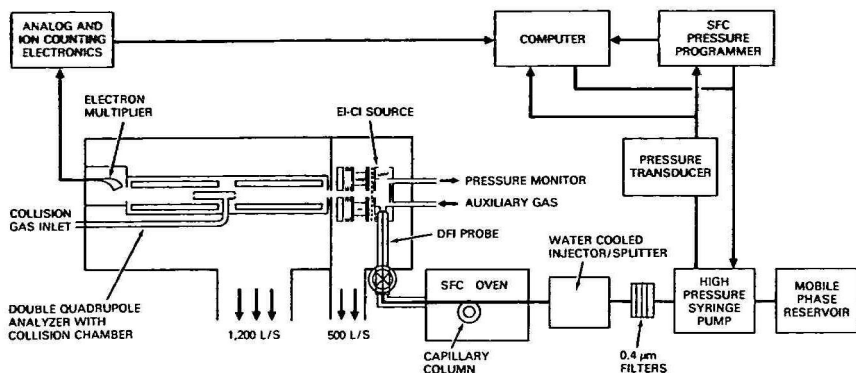 ANALOG AND
ION COUNTING
ELECTRONICS
COMPUTER
SFC
PRESSURE
PROGRAMMER
ELECTRON
MULTIPLIER
EI-CI SOURCE
PRESSURE
TRANSDUCER
PRESSURE MONITOR
AUXILIARY GAS
COLLISION
GAS INLET
DFI PROBE
WATER COOLED
INJECTOR/SPLITTER
DOUBLE QUADRUPOLE
ANALYZER WITH
COLLISION CHAMBER
SFC OVEN
HIGH
PRESSURE
SYRINGE
PUMP
MOBILE
PHASE
RESERVOIR
1,200 L/S
500 L/S
CAPILLARY
COLUMN
0.4 μm
FILTERS